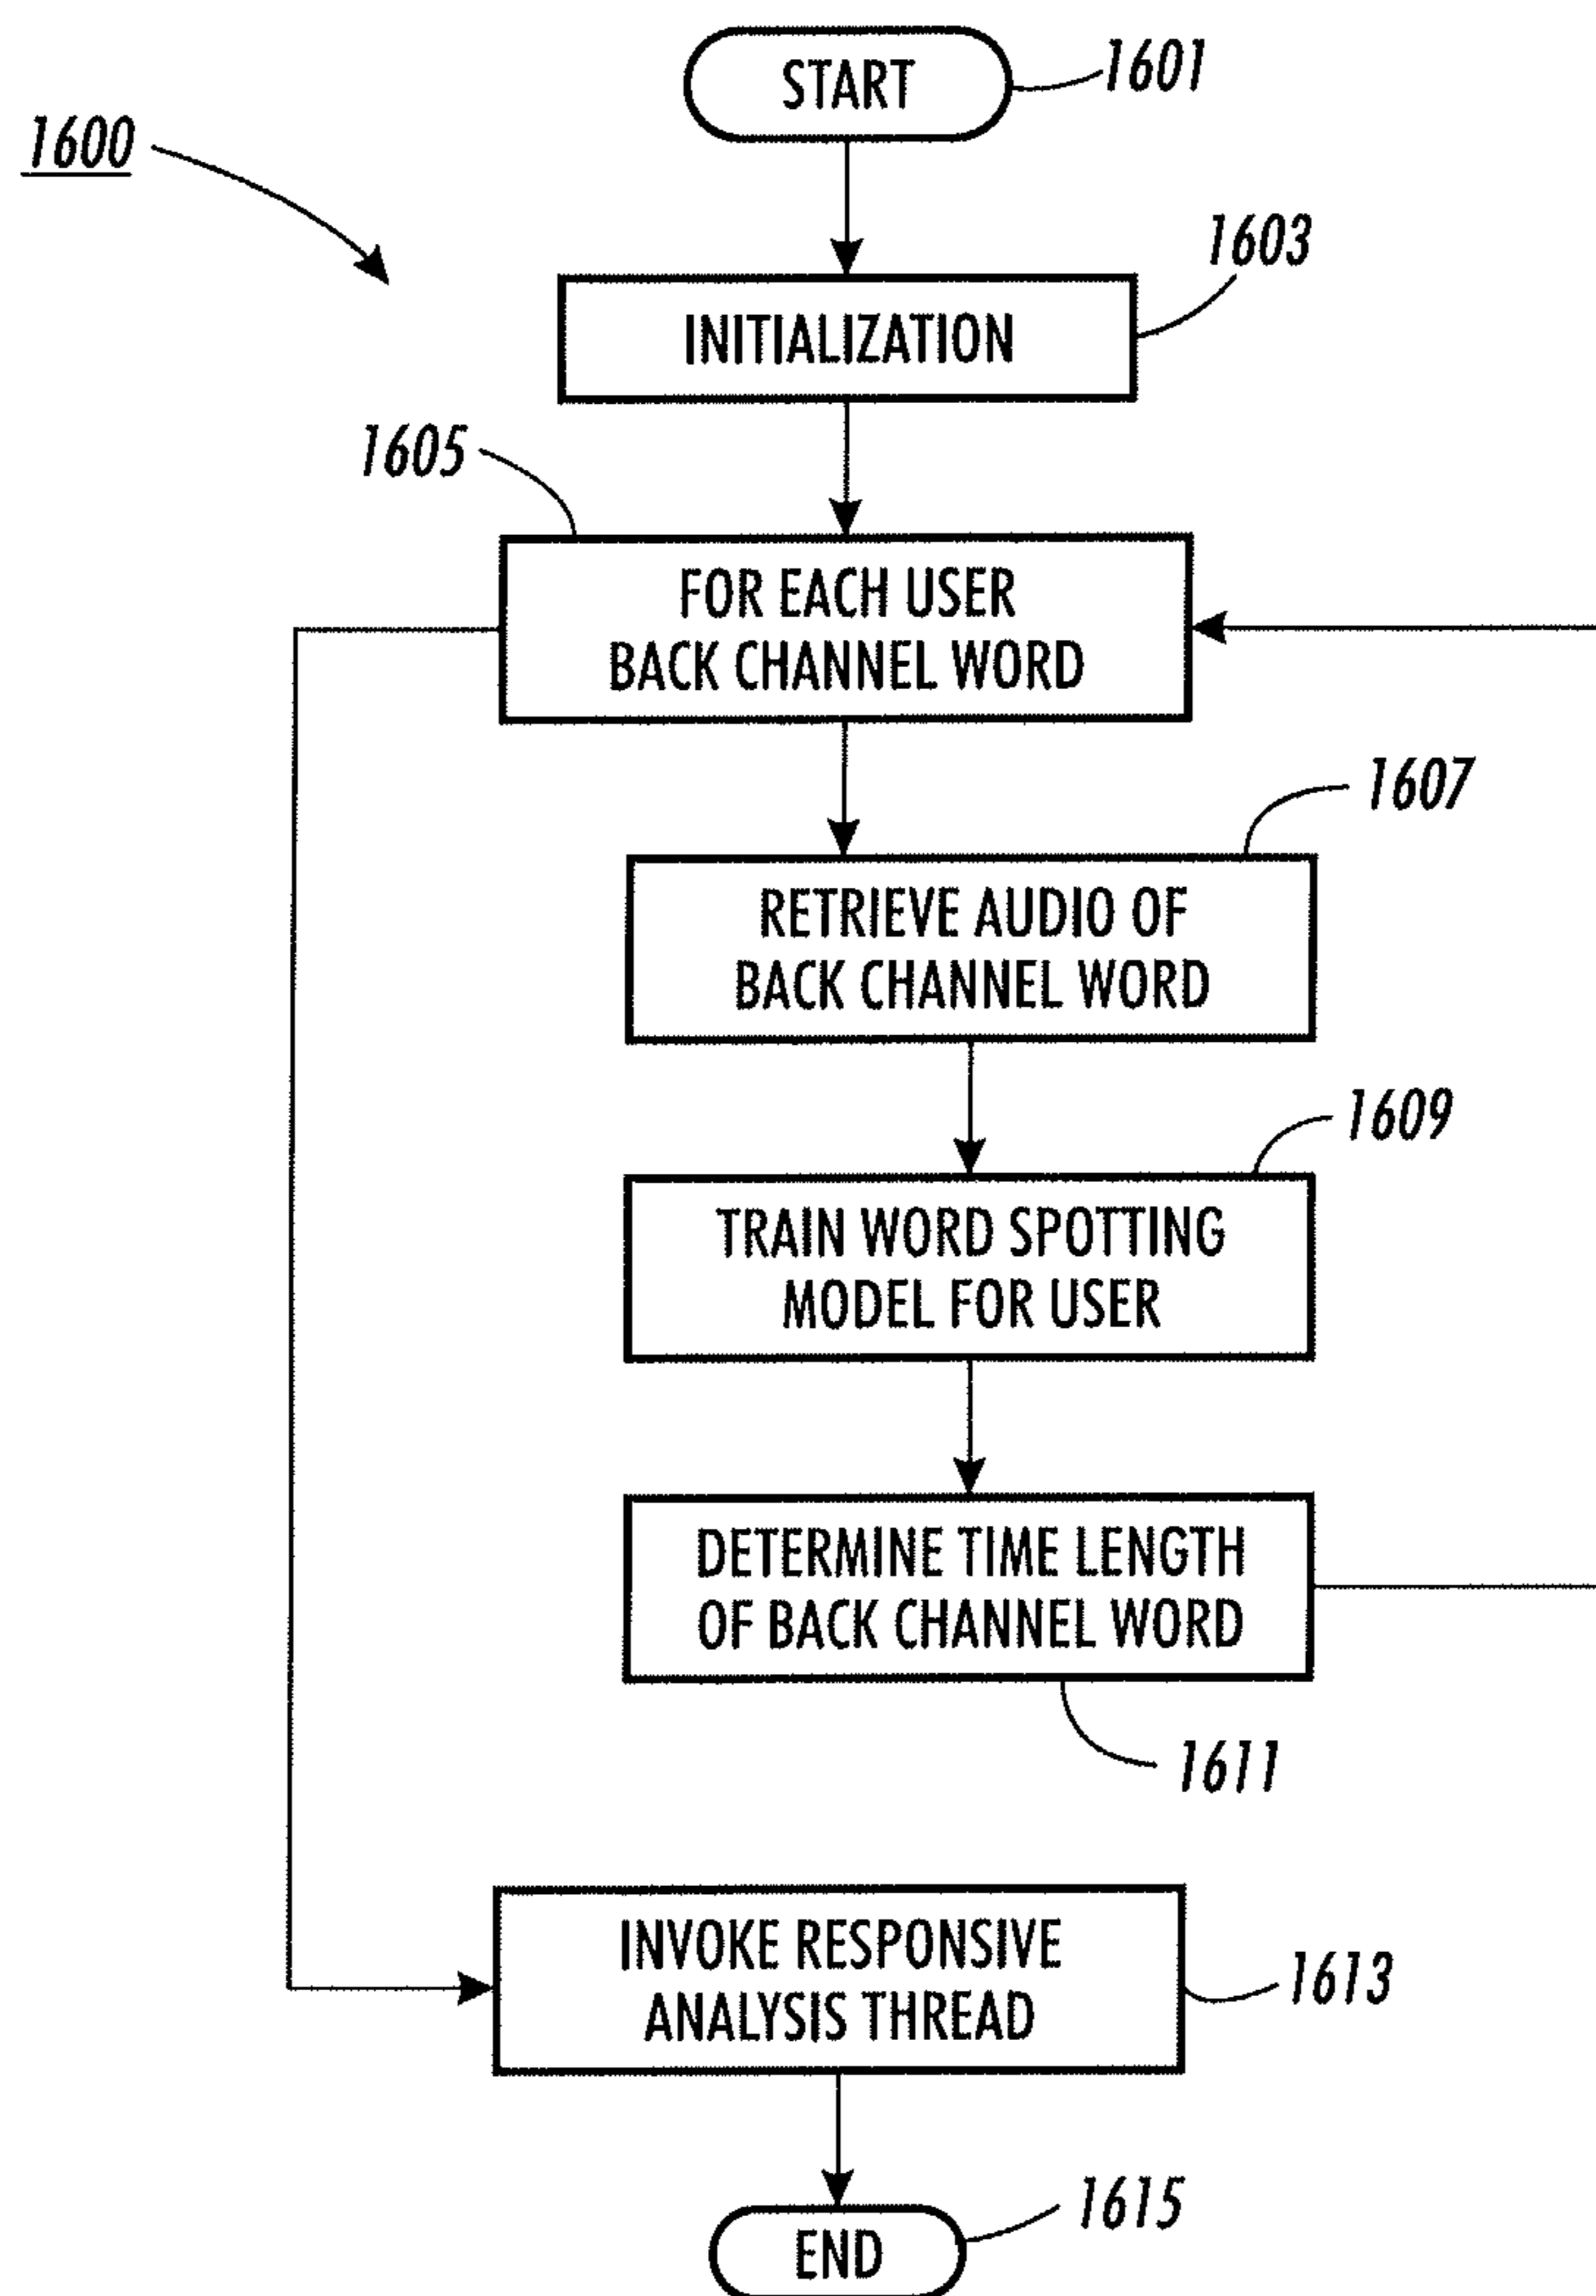 START
1601
1600
1603
INITIALIZATION
1605
FOR EACH USER
BACK CHANNEL WORD
1607
RETRIEVE AUDIO OF
BACK CHANNEL WORD
1609
TRAIN WORD SPOTTING
MODEL FOR USER
DETERMINE TIME LENGTH
OF BACK CHANNEL WORD
1611
INVOKE RESPONSIVE
ANALYSIS THREAD
1613
1615
END